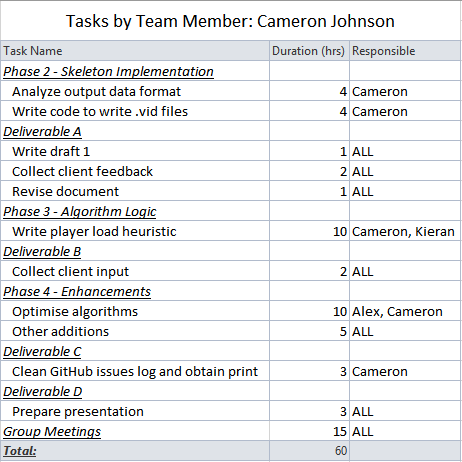 Tasks by Team Member: Cameron Johnson
Task Name Duration (hrs) Responsible
Phase 2 - Skeleton Implementation
Analyze output data format 4 Cameron
Write code to write .vid files 4 Cameron
Deliverable A
Write draft 1 1 ALL
Collect client feedback 2 ALL
Revise document 1 ALL
Phase 3 - Algorithm Logic
Write player load heuristic 10 Cameron, Kieran
Deliverable B
Collect client input 2 ALL
Phase 4 - Enhancements
Optimise algorithms 10 Alex, Cameron
Other additions 5 ALL
Deliverable C
Clean GitHub issues log and obtain print 3 Cameron
Deliverable D
Prepare presentation 3 ALL
Group Meetings 15 ALL
Total: 60